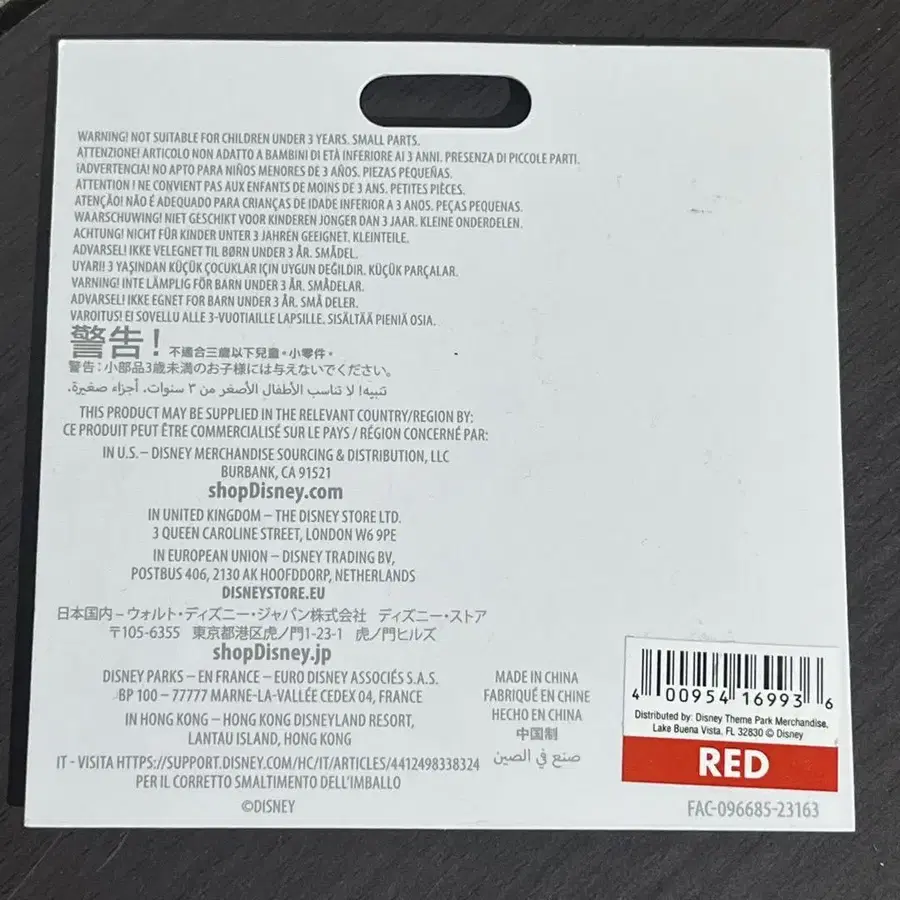 WARNING! NOT SUITABLE FOR CHILDREN UNDER 3 YEARS. SMALL PARTS.
ATTENZIONE! ARTICOLO NON ADATTO A BAMBINI DI ETÀ INFERIORE AI 3 ANNI. PRESENZA DI PICCOLE PARTI.
¡ADVERTENCIA! NO APTO PARA NIÑOS MENORES DE 3 AÑOS. PIEZAS PEQUEÑAS.
ATTENTION ! NE CONVIENT PAS AUX ENFANTS DE MOINS DE 3 ANS. PETITES PIÈCES.
ATENÇÃO! NÃO É ADEQUADO PARA CRIANÇAS DE IDADE INFERIOR A 3 ANOS. PEÇAS PEQUENAS.
WAARSCHUWING! NIET GESCHIKT VOOR KINDEREN JONGER DAN 3 JAAR. KLEINE ONDERDELEN.
ACHTUNG! NICHT FÜR KINDER UNTER 3 JAHREN GEEIGNET. KLEINTEILE.
ADVARSEL! IKKE VELEGNET TIL BØRN UNDER 3 ÅR. SMÅDEL.
UYARI! 3 YAŞINDAN KÜÇÜK ÇOCUKLAR IÇIN UYGUN DEĞILDIR. KÜÇÜK PARÇALAR.
VARNING! INTE LÄMPLIG FÖR BARN UNDER 3 ÅR. SMÅDELAR.
ADVARSEL! IKKE EGNET FOR BARN UNDER 3 ÅR. SMÅ DELER.
VAROITUS! EI SOVELLU ALLE 3-VUOTIAILLE LAPSILLE. SISÄLTÄÄ PIENIÄ OSIA.
警告！不適合三歲以下兒童。小零件。
警告：小部品3歳未満のお子様には与えないでください。
تنبيه! لا تناسب الأطفال الأصغر من ٣ سنوات. أجزاء صغيرة.
THIS PRODUCT MAY BE SUPPLIED IN THE RELEVANT COUNTRY/REGION BY:
CE PRODUIT PEUT ÊTRE COMMERCIALISÉ SUR LE PAYS / RÉGION CONCERNÉ PAR:
IN U.S. – DISNEY MERCHANDISE SOURCING & DISTRIBUTION, LLC
BURBANK, CA 91521
shopDisney.com
IN UNITED KINGDOM – THE DISNEY STORE LTD.
3 QUEEN CAROLINE STREET, LONDON W6 9PE
IN EUROPEAN UNION – DISNEY TRADING BV,
POSTBUS 406, 2130 AK HOOFDDORP, NETHERLANDS
DISNEYSTORE.EU
日本国内－ウォルト・ディズニー・ジャパン株式会社 ディズニー・ストア
〒105-6355 東京都港区虎ノ門1-23-1 虎ノ門ヒルズ
shopDisney.jp
DISNEY PARKS – EN FRANCE – EURO DISNEY ASSOCIÉS S.A.S.
BP 100 – 77777 MARNE-LA-VALLÉE CEDEX 04, FRANCE
IN HONG KONG – HONG KONG DISNEYLAND RESORT,
LANTAU ISLAND, HONG KONG
IT - VISITA HTTPS://SUPPORT.DISNEY.COM/HC/IT/ARTICLES/4412498338324
PER IL CORRETTO SMALTIMENTO DELL'IMBALLO
©DISNEY
MADE IN CHINA
FABRIQUÉ EN CHINE
HECHO EN CHINA
中国制
صنع في الصين
4 00954 16993 6
Distributed by: Disney Theme Park Merchandise,
Lake Buena Vista, FL 32830 © Disney
RED
FAC-096685-23163